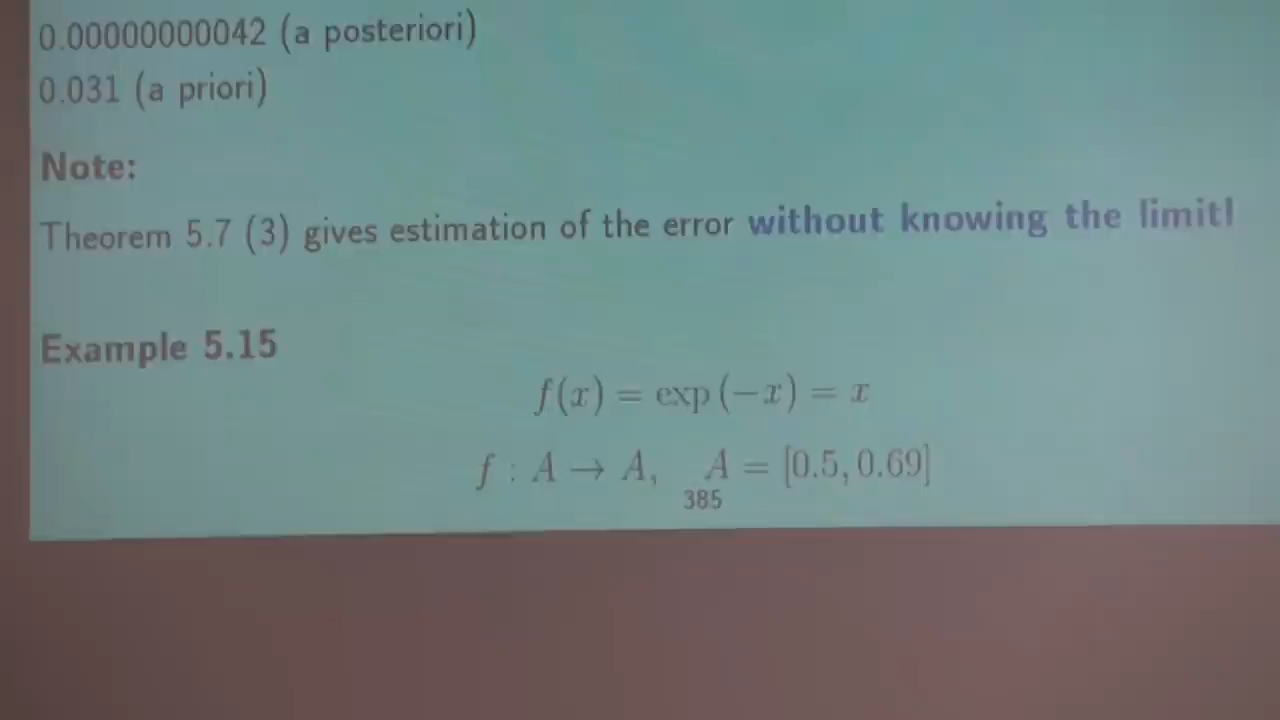 0.00000000042 (a posteriori)
0.031 (a priori)
Note:
Theorem 5.7 (3) gives estimation of the error without knowing the limit!
Example 5.15
f(x) = exp (−x) = x
f : A → A, A = [0.5, 0.69]
385